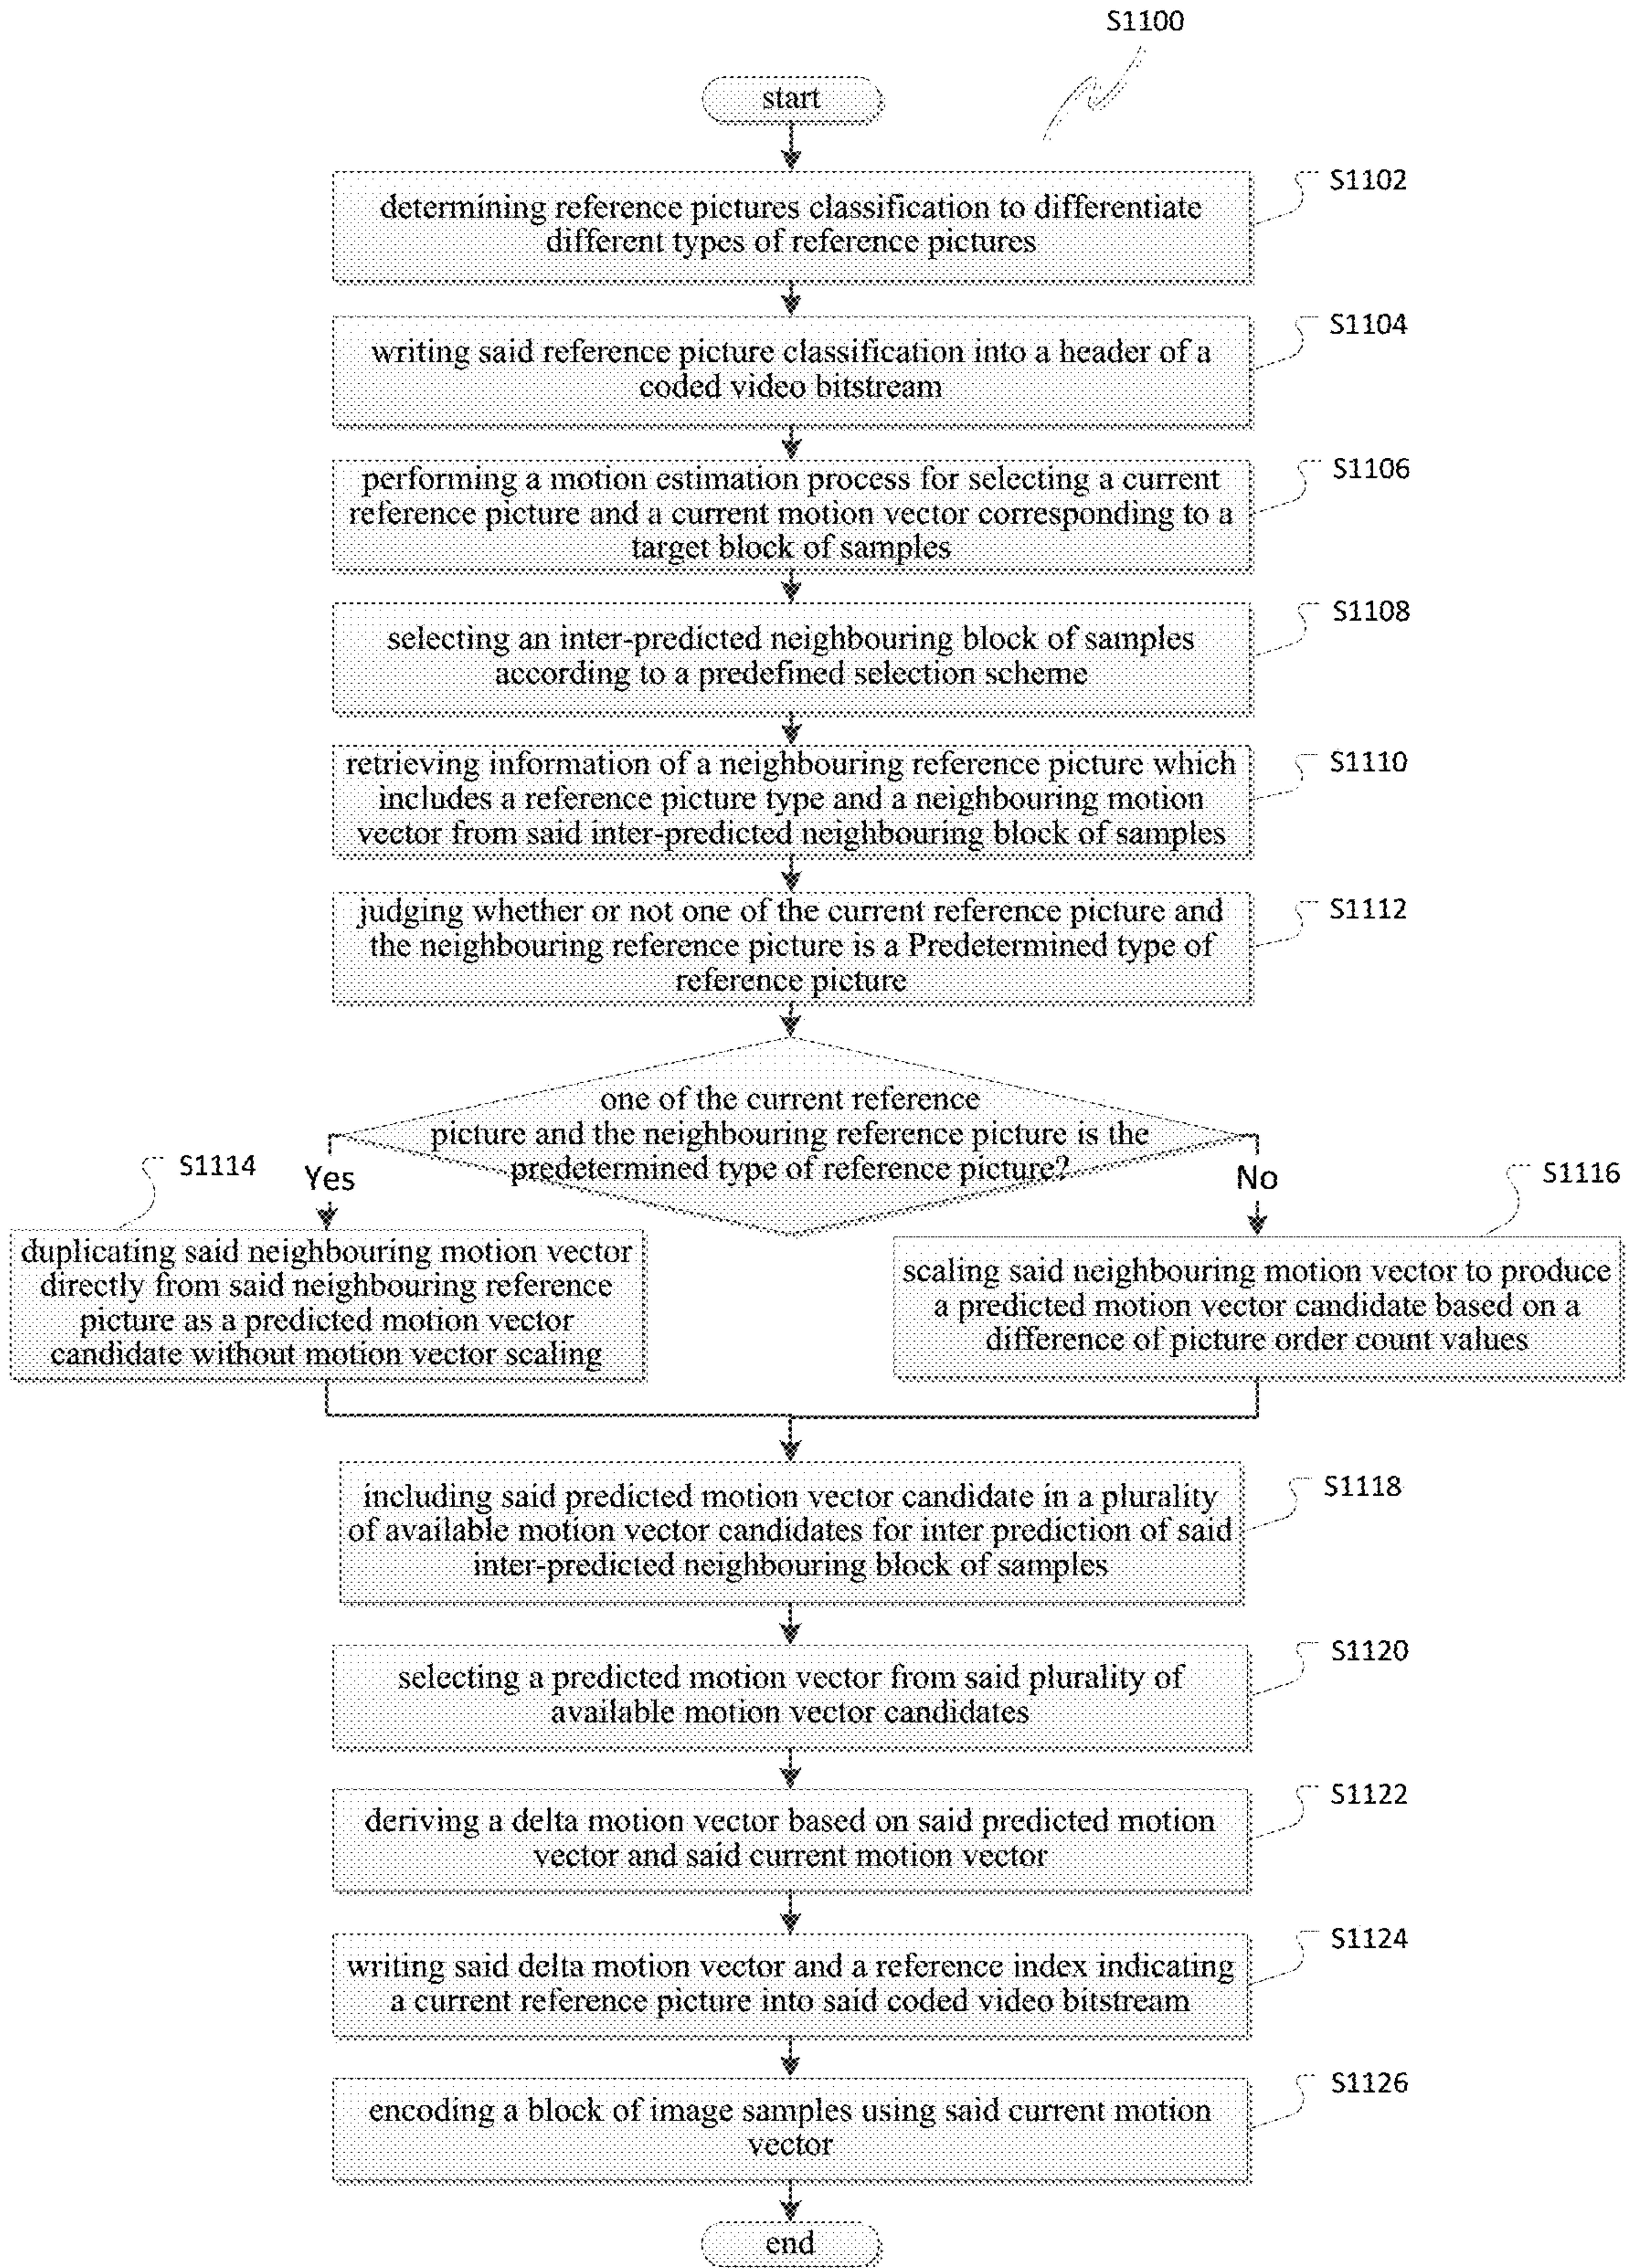 S1100
start
S1102
determining reference pictures classification to differentiate
different types of reference pictures
S1104
writing said reference picture classification into a header of a
coded video bitstream
S1106
performing a motion estimation process for selecting a current
reference picture and a current motion vector corresponding to a
target block of samples
S1108
selecting an inter-predicted neighbouring block of samples
according to a predefined selection scheme
S1110
retrieving information of a neighbouring reference picture which
includes a reference picture type and a neighbouring motion
vector from said inter-predicted neighbouring block of samples
S1112
judging whether or not one of the current reference picture and
the neighbouring reference picture is a Predetermined type of
reference picture
one of the current reference
picture and the neighbouring reference picture is the
predetermined type of reference picture?
S1114
Yes
No
S1116
duplicating said neighbouring motion vector
directly from said neighbouring reference
picture as a predicted motion vector
candidate without motion vector scaling
scaling said neighbouring motion vector to produce
a predicted motion vector candidate based on a
difference of picture order count values
S1118
including said predicted motion vector candidate in a plurality
of available motion vector candidates for inter prediction of said
inter-predicted neighbouring block of samples
S1120
selecting a predicted motion vector from said plurality of
available motion vector candidates
S1122
deriving a delta motion vector based on said predicted motion
vector and said current motion vector
S1124
writing said delta motion vector and a reference index indicating
a current reference picture into said coded video bitstream
S1126
encoding a block of image samples using said current motion
vector
end